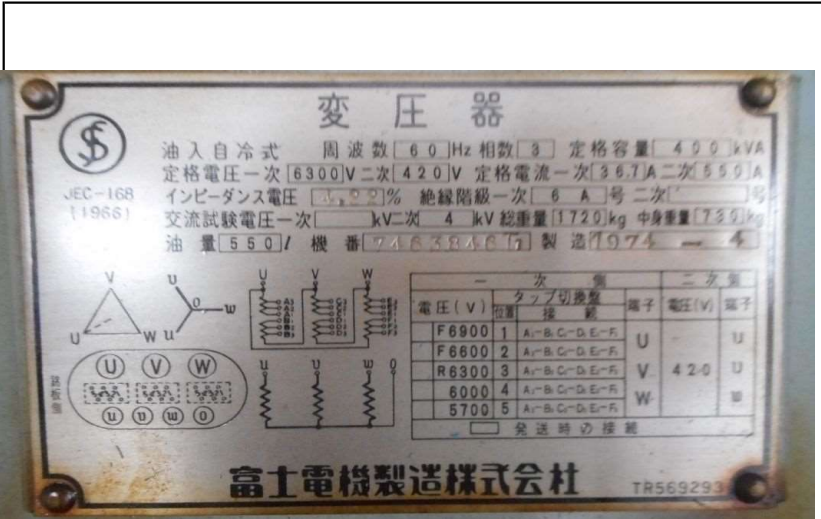 変圧器
油入自冷式 周波数 60 Hz 相数 3 定格容量 400 kVA
定格電圧一次 6300 V 二次 420 V 定格電流一次 36.7 A 二次 550 A
JEC-168
(1966)
インピーダンス電圧 % 絶縁階級一次 6 A 号 二次 号
交流試験電圧一次 kV 二次 4 kV 総重量 1720 kg 中身重量 730 kg
油量 550 l 機番 製造 1974 - 4
V U W
u o w
U V W
u v w o
U V W
u v w o
一次側 二次側
電圧(V) タップ切換盤 端子 電圧(V) 端子
位置 接続
F6900 1
F6600 2
R6300 3
6000 4
5700 5
U V W
420
u v w
発送時の接続
富士電機製造株式会社
TR569293